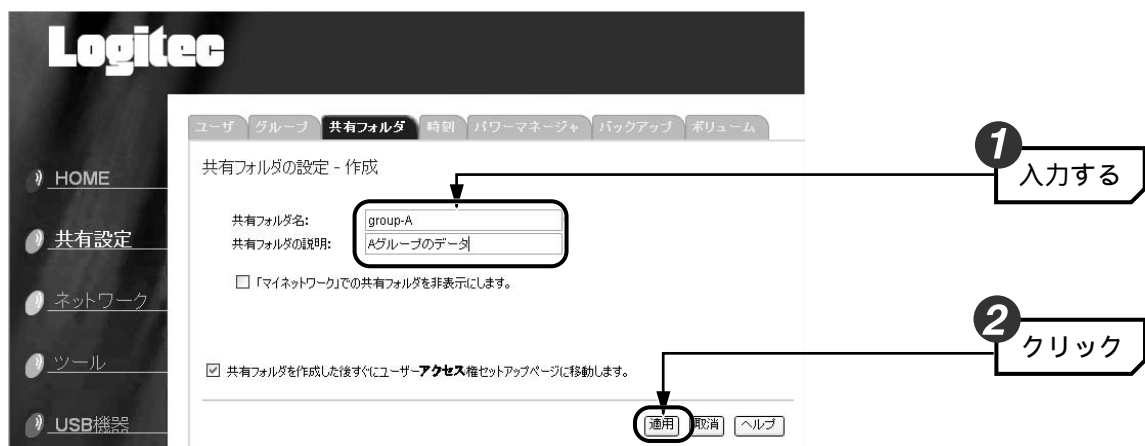 Logitec
ユーザ グループ 共有フォルダ 時刻 パワーマネージャ バックアップ ボリューム
共有フォルダの設定 - 作成
HOME
共有設定
ネットワーク
ツール
USB機器
共有フォルダ名: group-A
共有フォルダの説明: Aグループのデータ
「マイネットワーク」での共有フォルダを非表示にします。
共有フォルダを作成した後すぐにユーザーアクセス権セットアップページに移動します。
適用 取消 ヘルプ
1 入力する
2 クリック